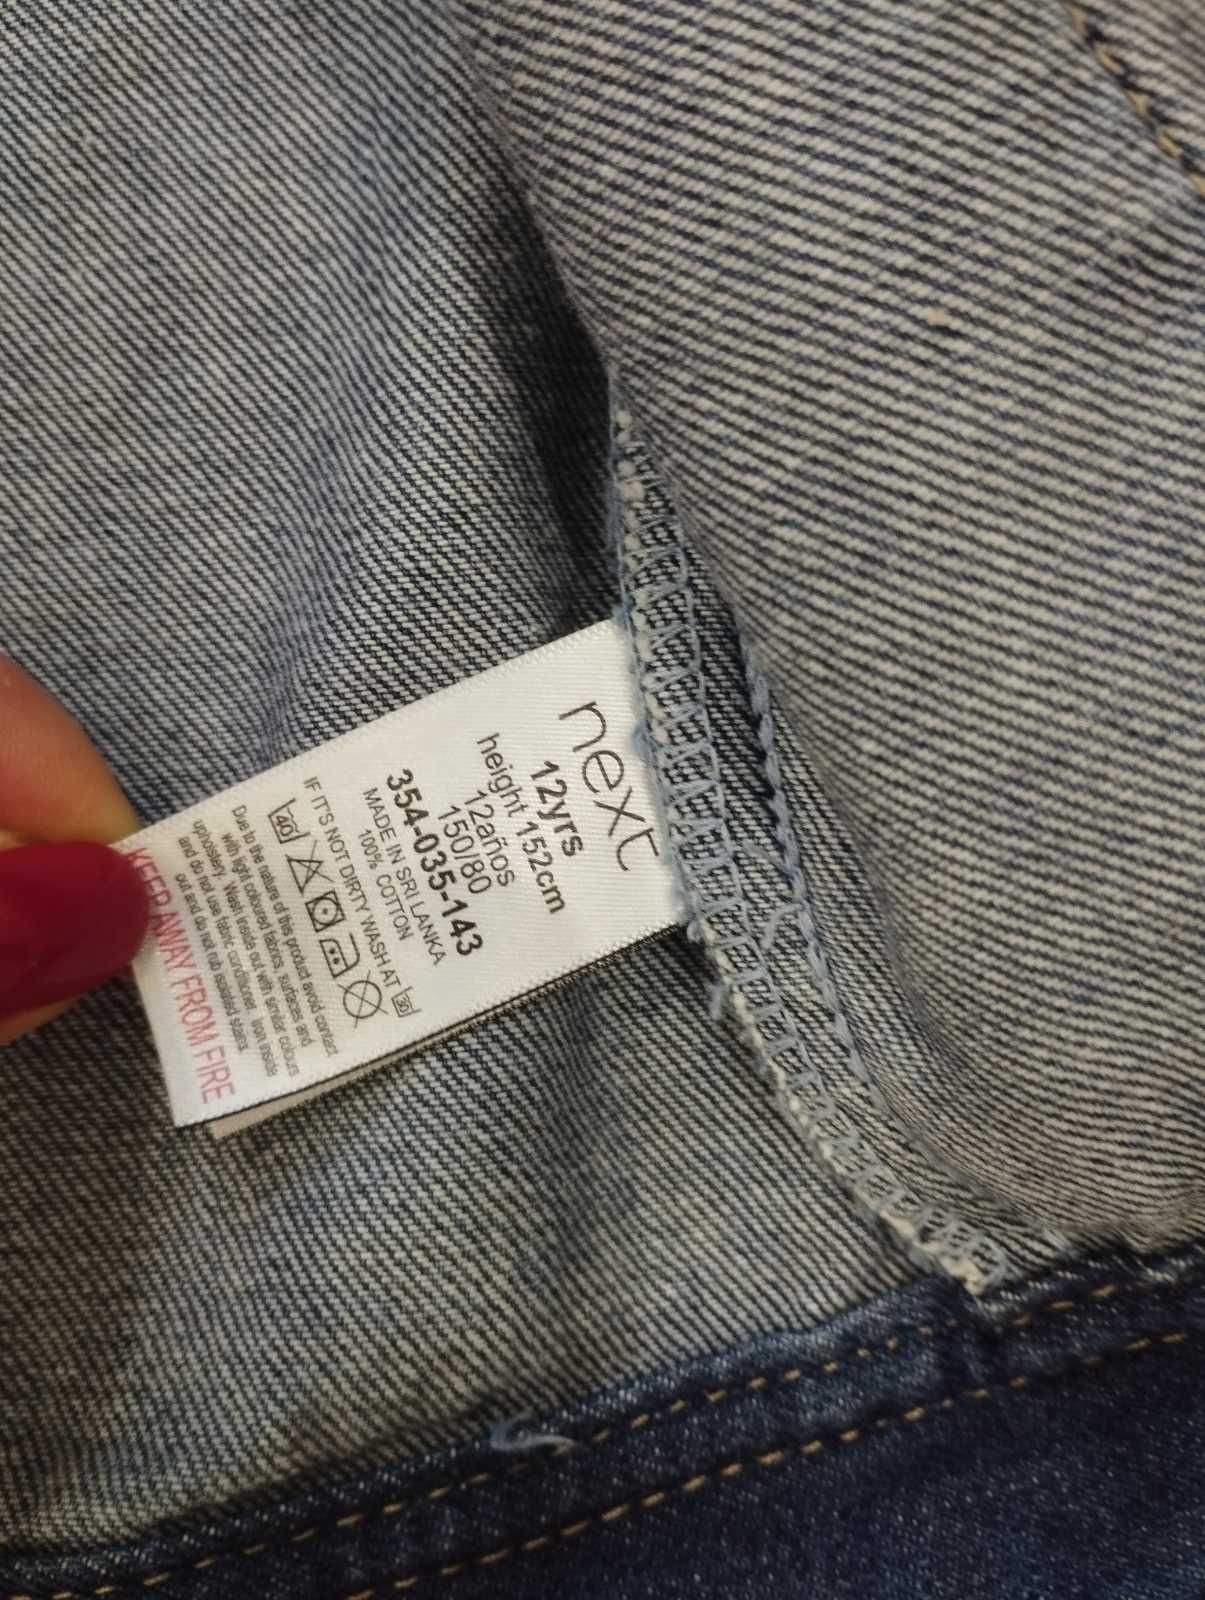 next
12yrs
height 152cm
12años
150/80
354-035-143
MADE IN SRI LANKA
100% COTTON
IF IT'S NOT DIRTY WASH AT 30
40
Due to the nature of this product avoid contact
with light coloured fabrics, surfaces and
upholstery. Wash inside out with similar colours
and do not use fabric conditioner. Iron inside
out and do not rub isolated stains.
KEEP AWAY FROM FIRE